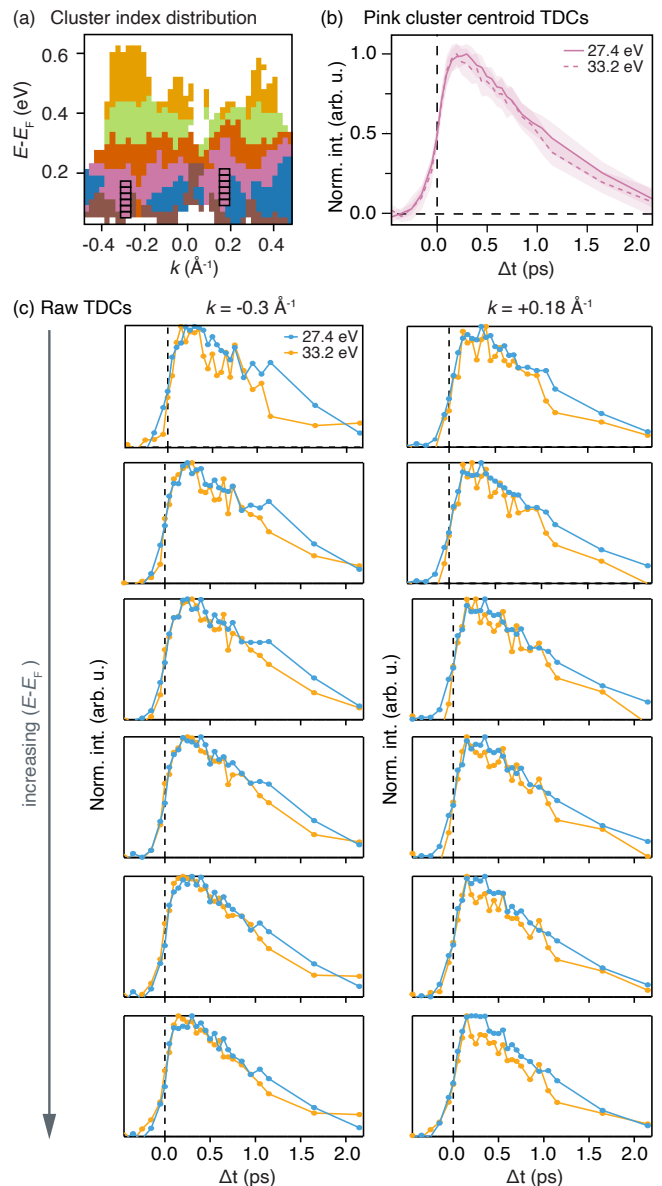 (a) Cluster index distribution
E-EF (eV)
0.6
0.4
0.2
-0.4 -0.2 0.0 0.2 0.4
k (Å-1)
(b) Pink cluster centroid TDCs
27.4 eV
33.2 eV
Norm. int. (arb. u.)
1.0
0.5
0.0
0.0 0.5 1.0 1.5 2.0
Δt (ps)
(c) Raw TDCs
k = -0.3 Å-1
k = +0.18 Å-1
27.4 eV
33.2 eV
increasing (E-EF)
Norm. int. (arb. u.)
Norm. int. (arb. u.)
0.0 0.5 1.0 1.5 2.0
Δt (ps)
0.0 0.5 1.0 1.5 2.0
Δt (ps)